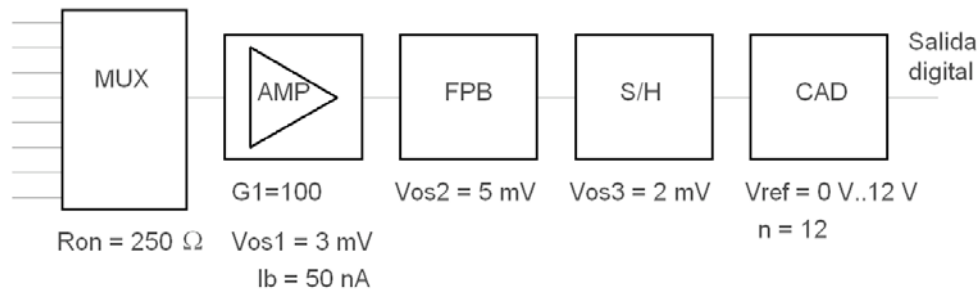 MUX
AMP
FPB
S/H
CAD
Salida
digital
G1=100
Vos2 = 5 mV
Vos3 = 2 mV
Vref = 0 V..12 V
n = 12
Ron = 250 Ω
Vos1 = 3 mV
Ib = 50 nA